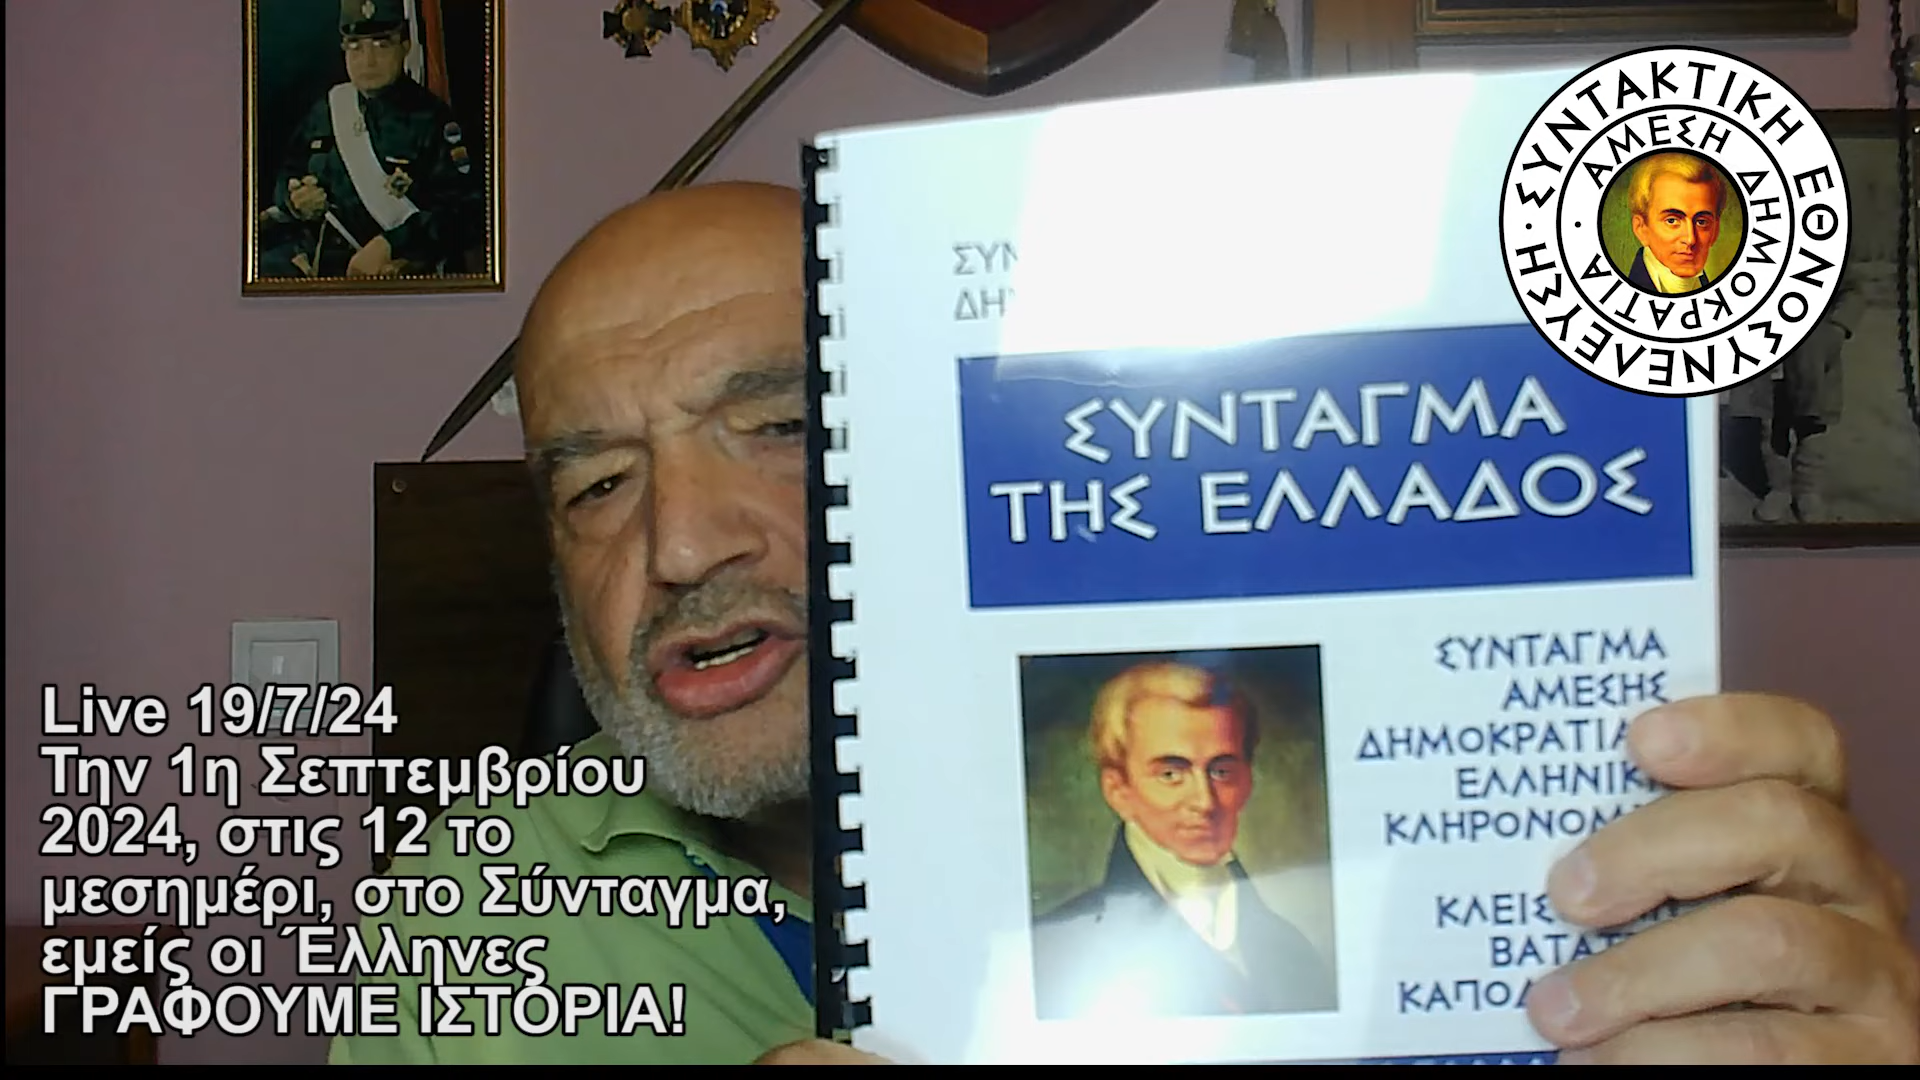 ΣΥΝΤΑΚΤΙΚΗ ΕΘΝΟΣΥΝΕΛΕΥΣΗ
ΑΜΕΣΗ ΔΗΜΟΚΡΑΤΙΑ
ΣΥΝΤΑΓΜΑ
ΤΗΣ ΕΛΛΑΔΟΣ
ΣΥΝΤΑΓΜΑ
ΑΜΕΣΗΣ
ΔΗΜΟΚΡΑΤΙΑ
Live 19/7/24
Την 1η Σεπτεμβρίου
2024, στις 12 το
μεσημέρι, στο Σύνταγμα,
εμείς οι Έλληνες
ΓΡΑΦΟΥΜΕ ΙΣΤΟΡΙΑ!